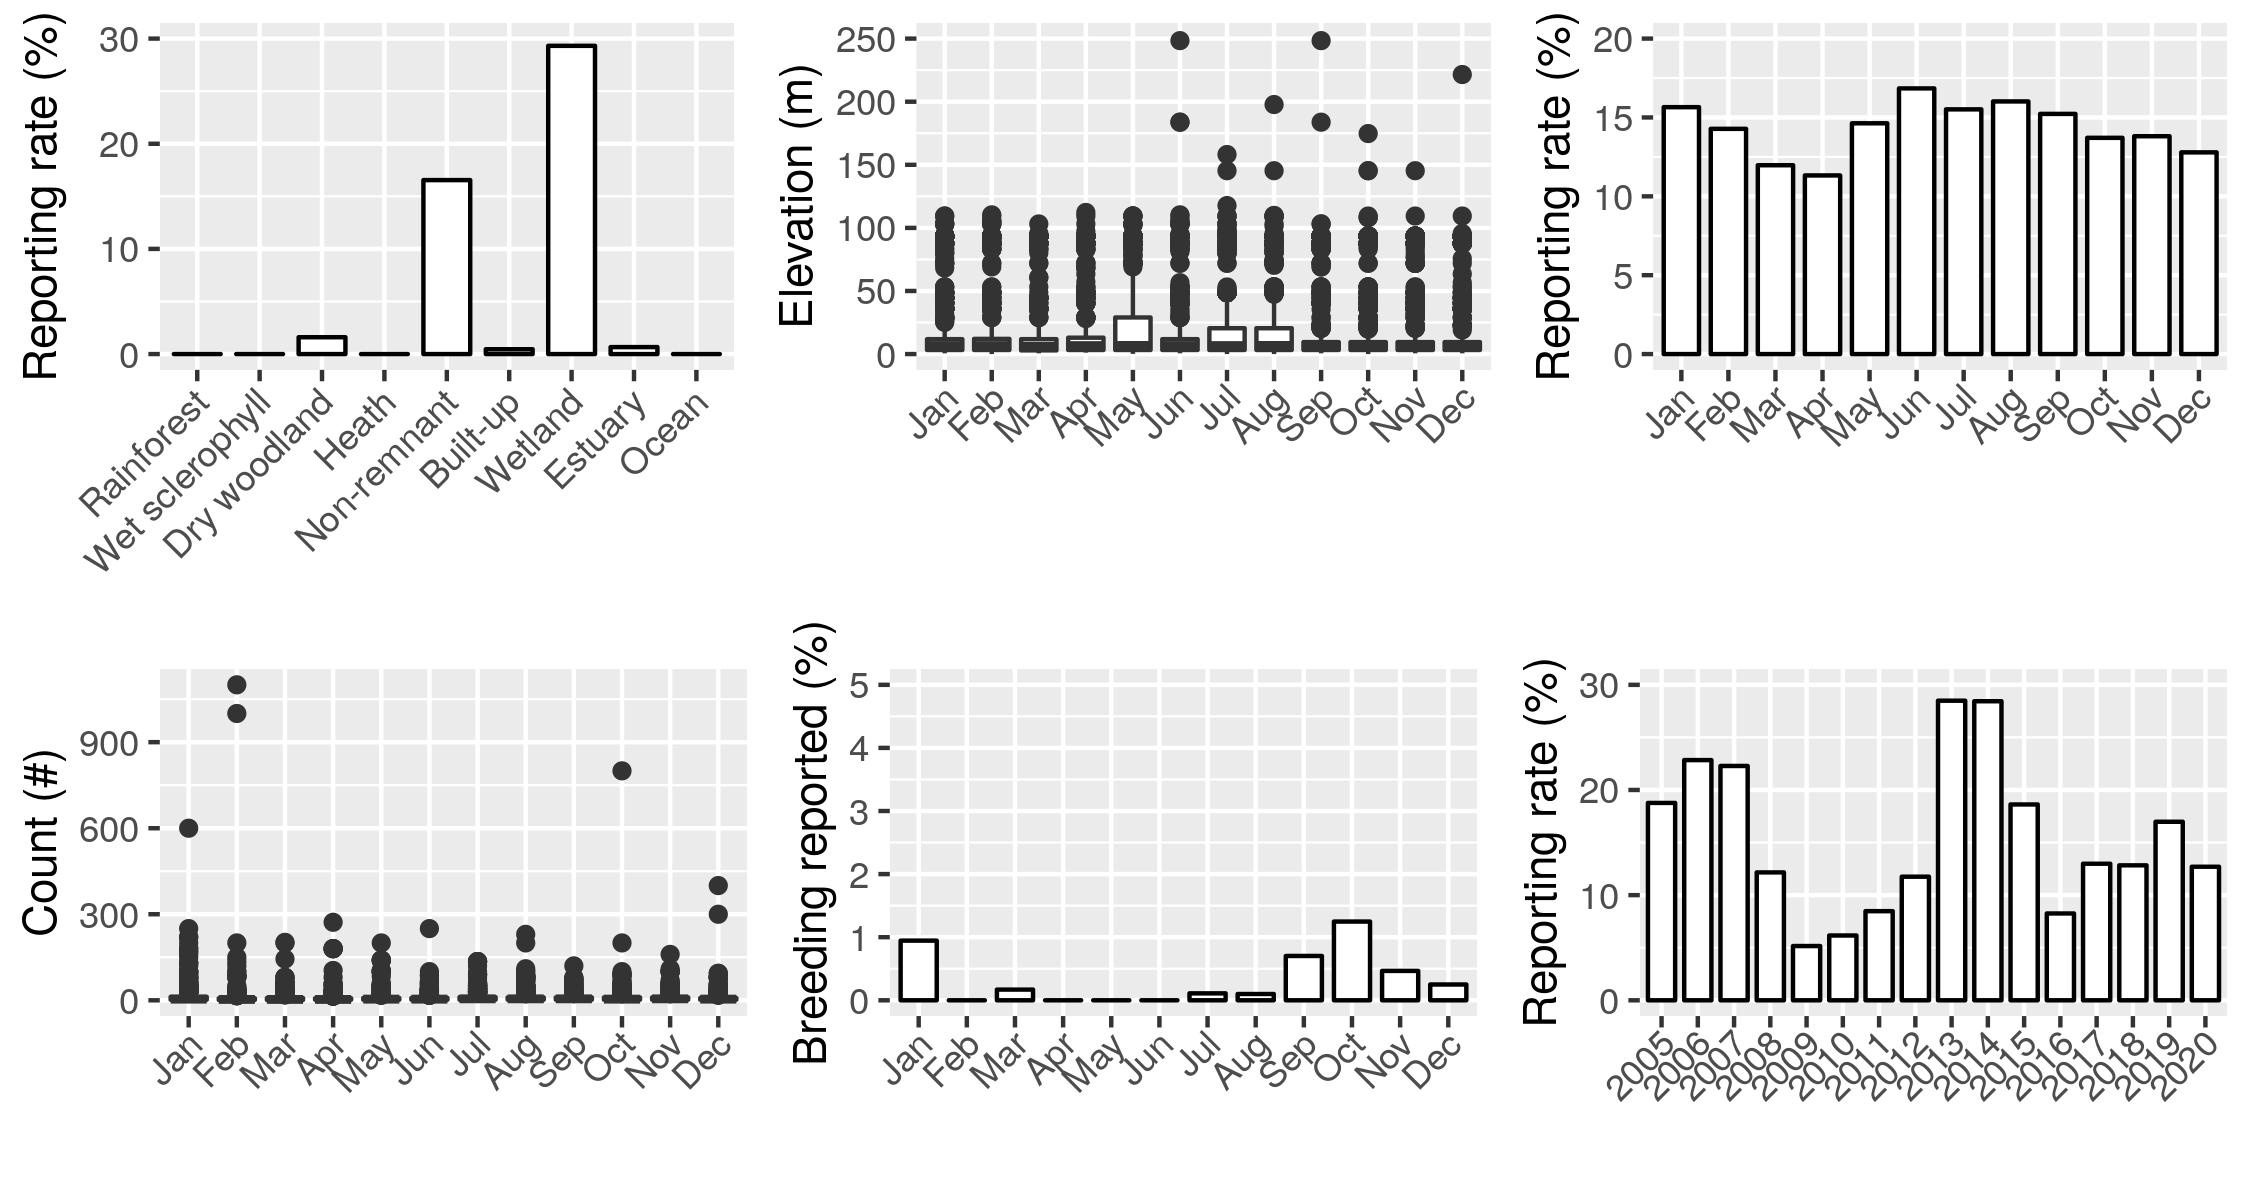 Reporting rate (%)
30
20
10
0
Rainforest
Wet sclerophyll
Dry woodland
Heath
Non-remnant
Built-up
Wetland
Estuary
Ocean
Elevation (m)
250
200
150
100
50
0
Jan
Feb
Mar
Apr
May
Jun
Jul
Aug
Sep
Oct
Nov
Dec
Reporting rate (%)
20
15
10
5
0
Jan
Feb
Mar
Apr
May
Jun
Jul
Aug
Sep
Oct
Nov
Dec
Count (#)
900
600
300
0
Jan
Feb
Mar
Apr
May
Jun
Jul
Aug
Sep
Oct
Nov
Dec
Breeding reported (%)
5
4
3
2
1
0
Jan
Feb
Mar
Apr
May
Jun
Jul
Aug
Sep
Oct
Nov
Dec
Reporting rate (%)
30
20
10
0
2005
2006
2007
2008
2009
2010
2011
2012
2013
2014
2015
2016
2017
2018
2019
2020